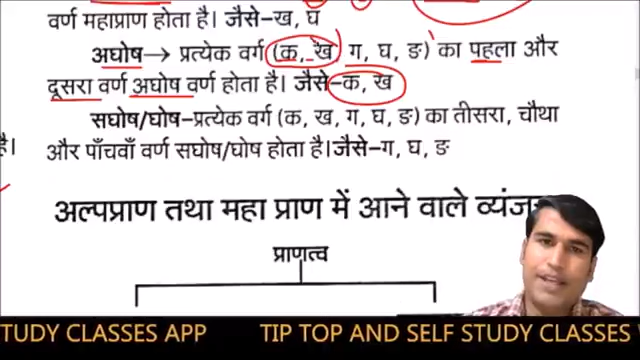 वर्ण महाप्राण होता है। जैसे-ख, घ
अघोष→ प्रत्येक वर्ग (क, ख, ग, घ, ङ) का पहला और
दूसरा वर्ण अघोष वर्ण होता है। जैसे-क, ख
सघोष/घोष-प्रत्येक वर्ग (क, ख, ग, घ, ङ) का तीसरा, चौथा
है।
और पाँचवाँ वर्ण सघोष/घोष होता है।जैसे-ग, घ, ङ
अल्पप्राण तथा महा प्राण में आने वाले
प्राणत्व
TUDY CLASSES APP TIP TOP AND SELF STUDY CLASSES